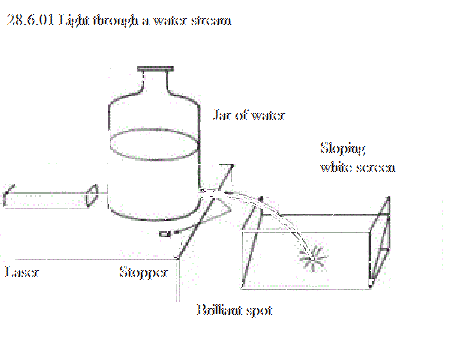 28.6.01 Light through a water stream
Jar of water
Sloping
white screen
Laser
Stopper
Brilliant spot